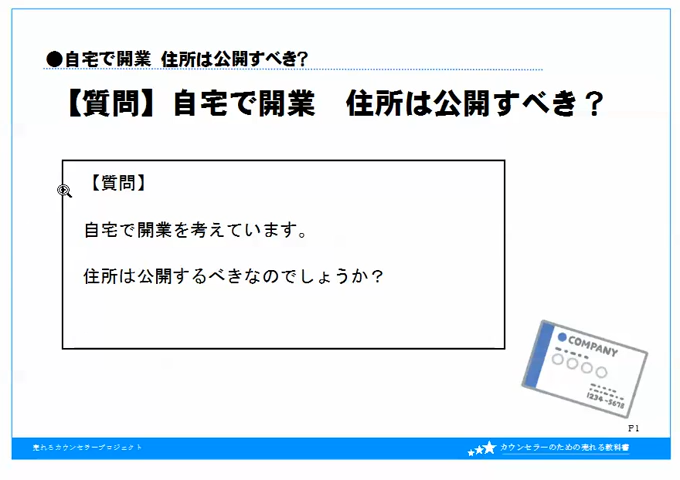 ●自宅で開業 住所は公開すべき?
【質問】自宅で開業 住所は公開すべき？
【質問】
自宅で開業を考えています。
住所は公開するべきなのでしょうか？
COMPANY
1234-5678
P1
売れるカウンセラープロジェクト
カウンセラーのための売れる教科書